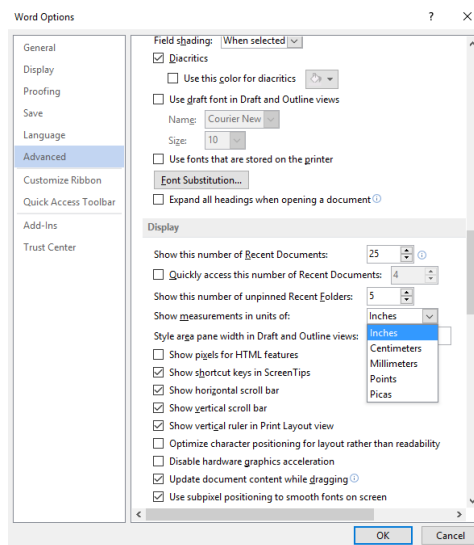 Word Options
?
General
Display
Proofing
Save
Language
Advanced
Customize Ribbon
Quick Access Toolbar
Add-Ins
Trust Center
Field shading: When selected
Diacritics
Use this color for diacritics
Use draft font in Draft and Outline views
Name: Courier New
Size: 10
Use fonts that are stored on the printer
Font Substitution...
Expand all headings when opening a document
Display
Show this number of Recent Documents: 25
Quickly access this number of Recent Documents: 4
Show this number of unpinned Recent Folders: 5
Show measurements in units of: Inches
Style area pane width in Draft and Outline views:
Inches
Centimeters
Millimeters
Points
Picas
Show pixels for HTML features
Show shortcut keys in ScreenTips
Show horizontal scroll bar
Show vertical scroll bar
Show vertical ruler in Print Layout view
Optimize character positioning for layout rather than readability
Disable hardware graphics acceleration
Update document content while dragging
Use subpixel positioning to smooth fonts on screen
OK
Cancel